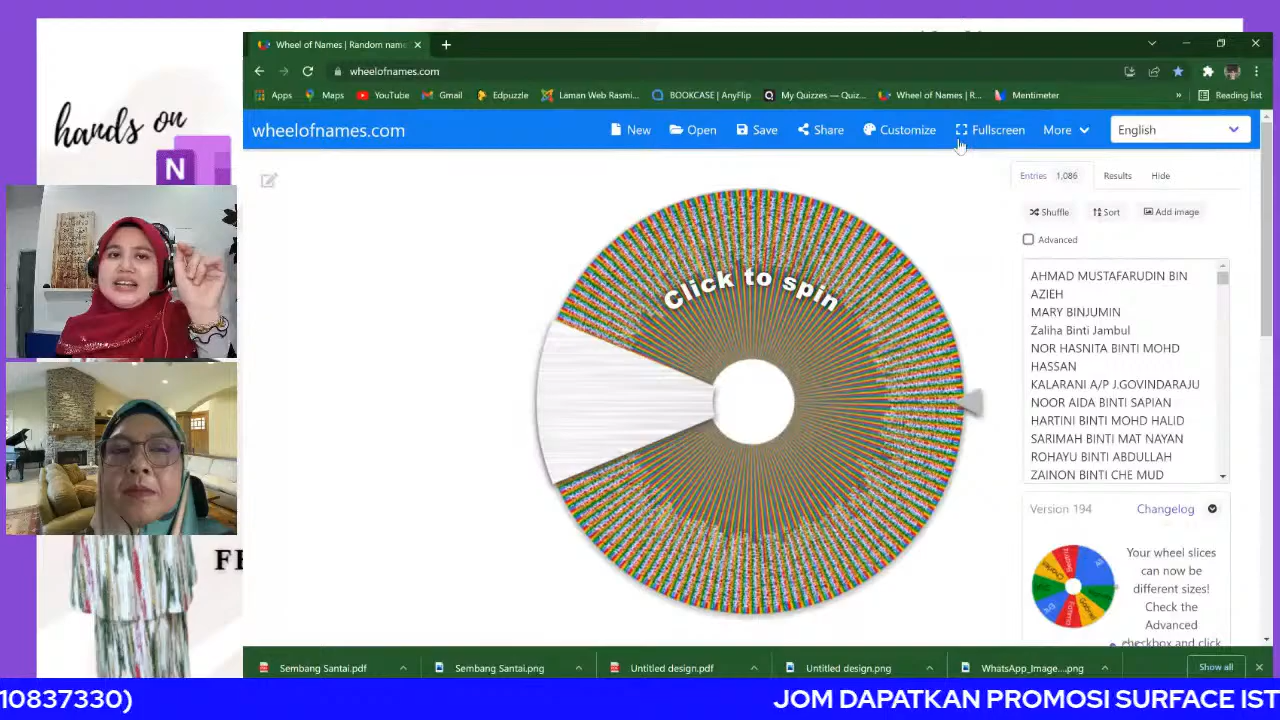 hands on
N
FE
Wheel of Names | Random name
wheelofnames.com
Apps Maps YouTube Gmail Edpuzzle Laman Web Rasmi... BOOKCASE | AnyFlip My Quizzes — Quiz... Wheel of Names | R... Mentimeter » Reading list
wheelofnames.com New Open Save Share Customize Fullscreen More English
Entries 1,086 Results Hide
Shuffle Sort Add image
Advanced
Click to spin
AHMAD MUSTAFARUDIN BIN
AZIEH
MARY BINJUMIN
Zaliha Binti Jambul
NOR HASNITA BINTI MOHD
HASSAN
KALARANI A/P J.GOVINDARAJU
NOOR AIDA BINTI SAPIAN
HARTINI BINTI MOHD HALID
SARIMAH BINTI MAT NAYAN
ROHAYU BINTI ABDULLAH
ZAINON BINTI CHE MUD
Version 194 Changelog
Your wheel slices
can now be
different sizes!
Check the
Advanced
checkbox and click
Sembang Santai.pdf Sembang Santai.png Untitled design.pdf Untitled design.png WhatsApp_Image....png Show all
10837330) JOM DAPATKAN PROMOSI SURFACE IST